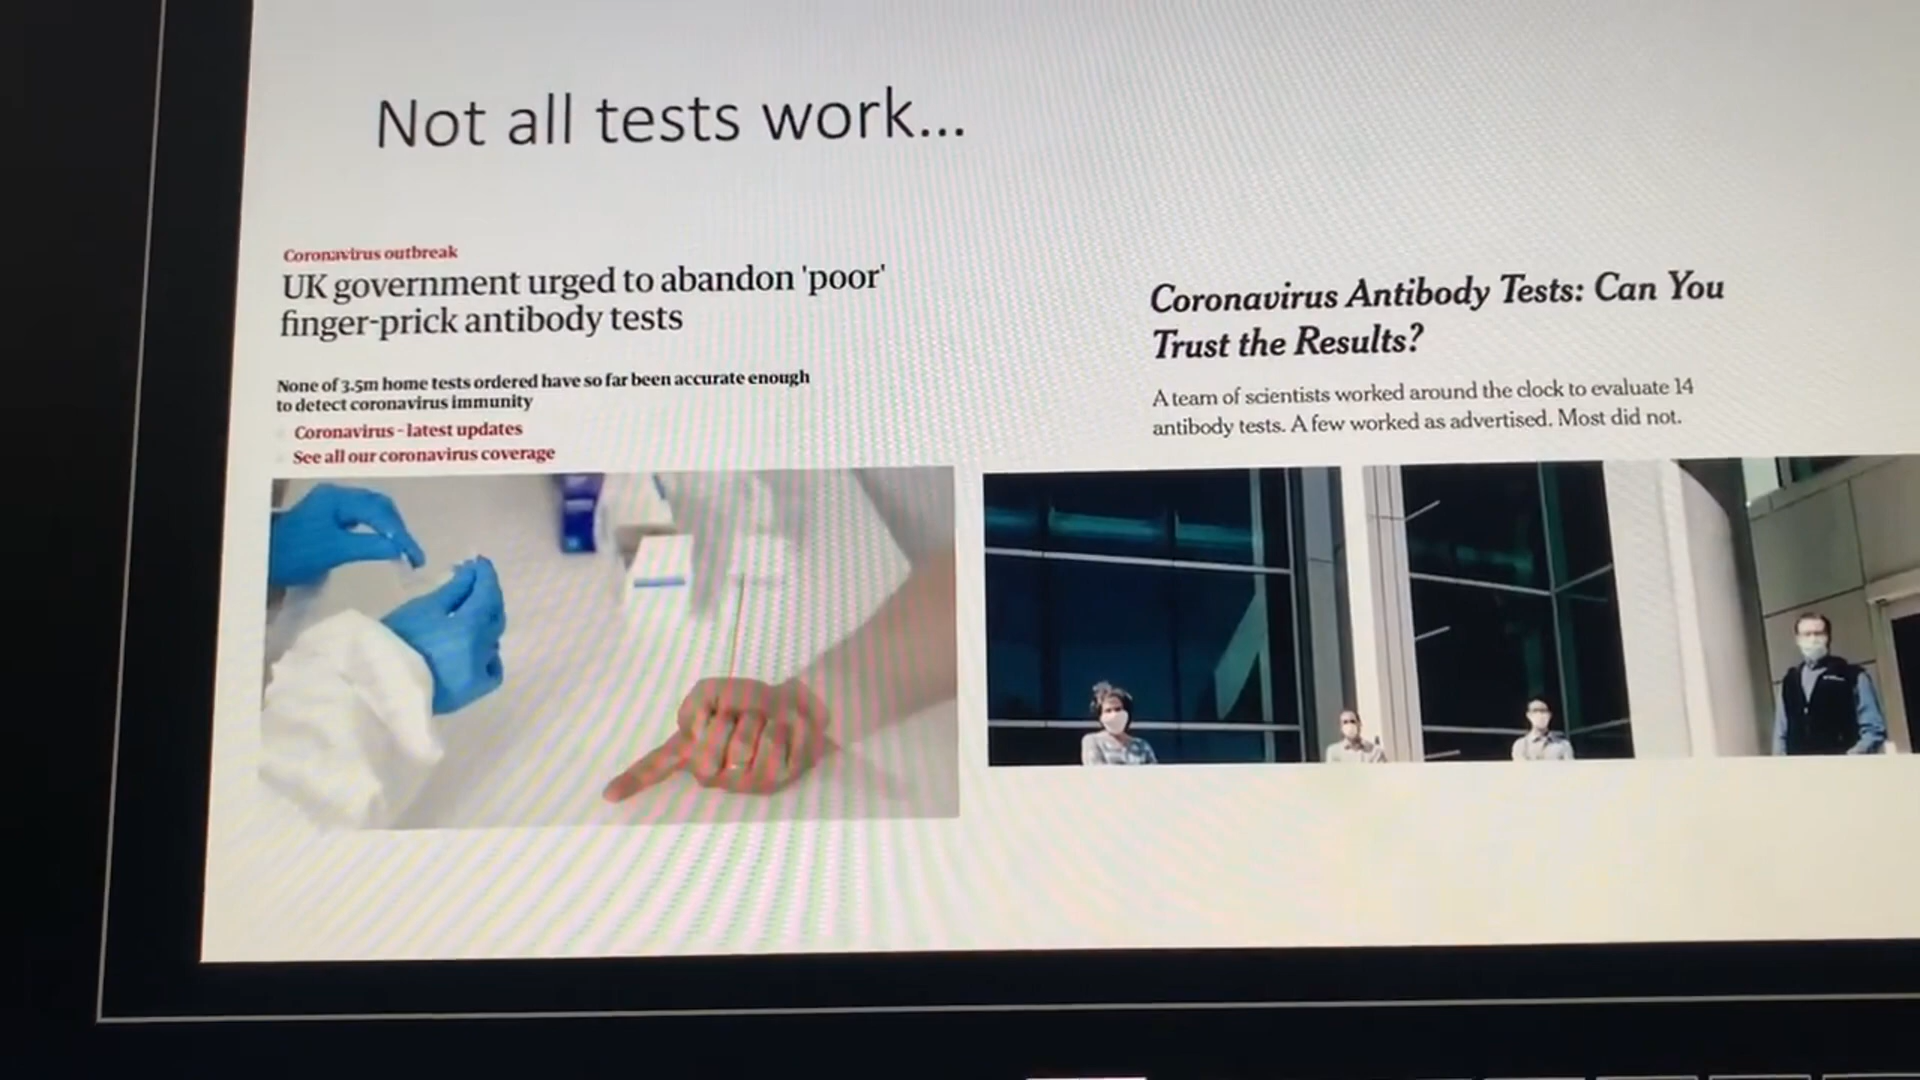 Not all tests work...
Coronavirus outbreak
UK government urged to abandon 'poor'
finger-prick antibody tests
None of 3.5m home tests ordered have so far been accurate enough
to detect coronavirus immunity
Coronavirus - latest updates
See all our coronavirus coverage
Coronavirus Antibody Tests: Can You
Trust the Results?
A team of scientists worked around the clock to evaluate 14
antibody tests. A few worked as advertised. Most did not.